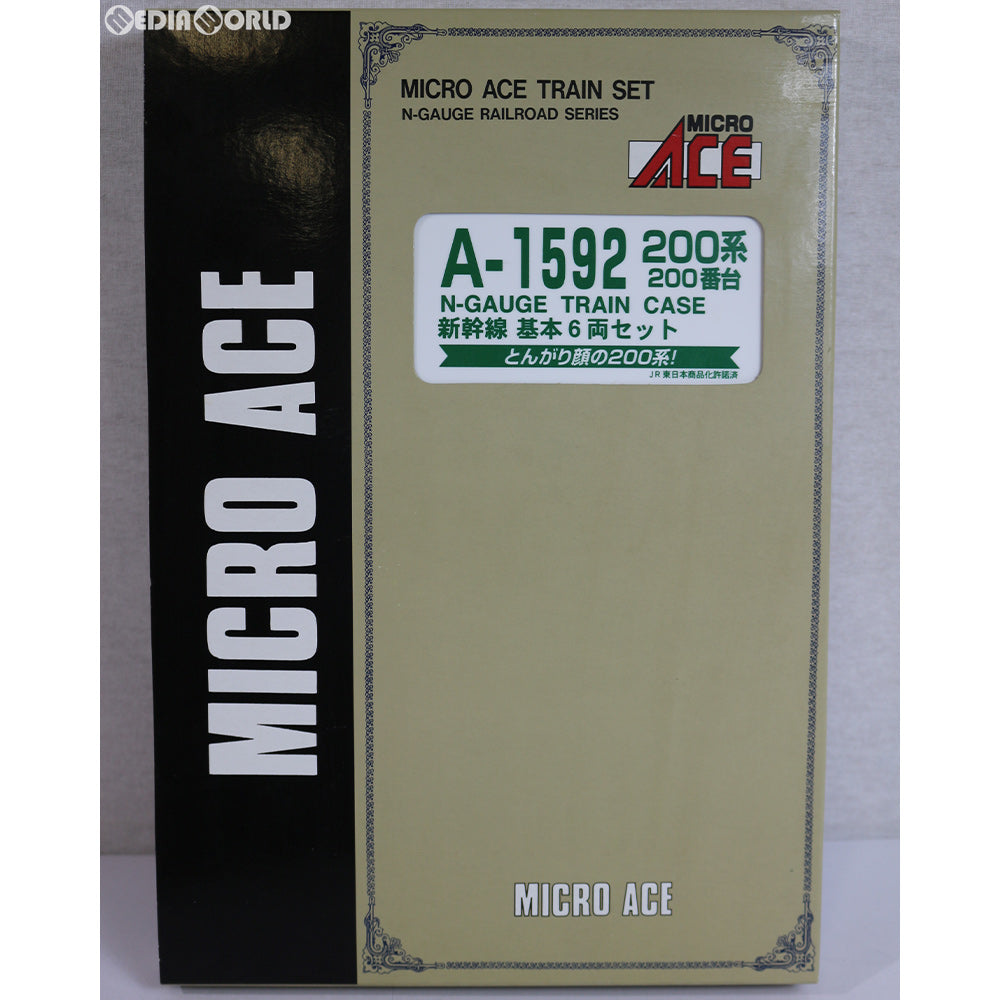 MEDIAWORLD
MICRO ACE
MICRO ACE TRAIN SET
N-GAUGE RAILROAD SERIES
MICRO
ACE
A-1592 200系
200番台
N-GAUGE TRAIN CASE
新幹線 基本6両セット
とんがり顔の200系!
JR東日本商品化許諾済
MICRO ACE